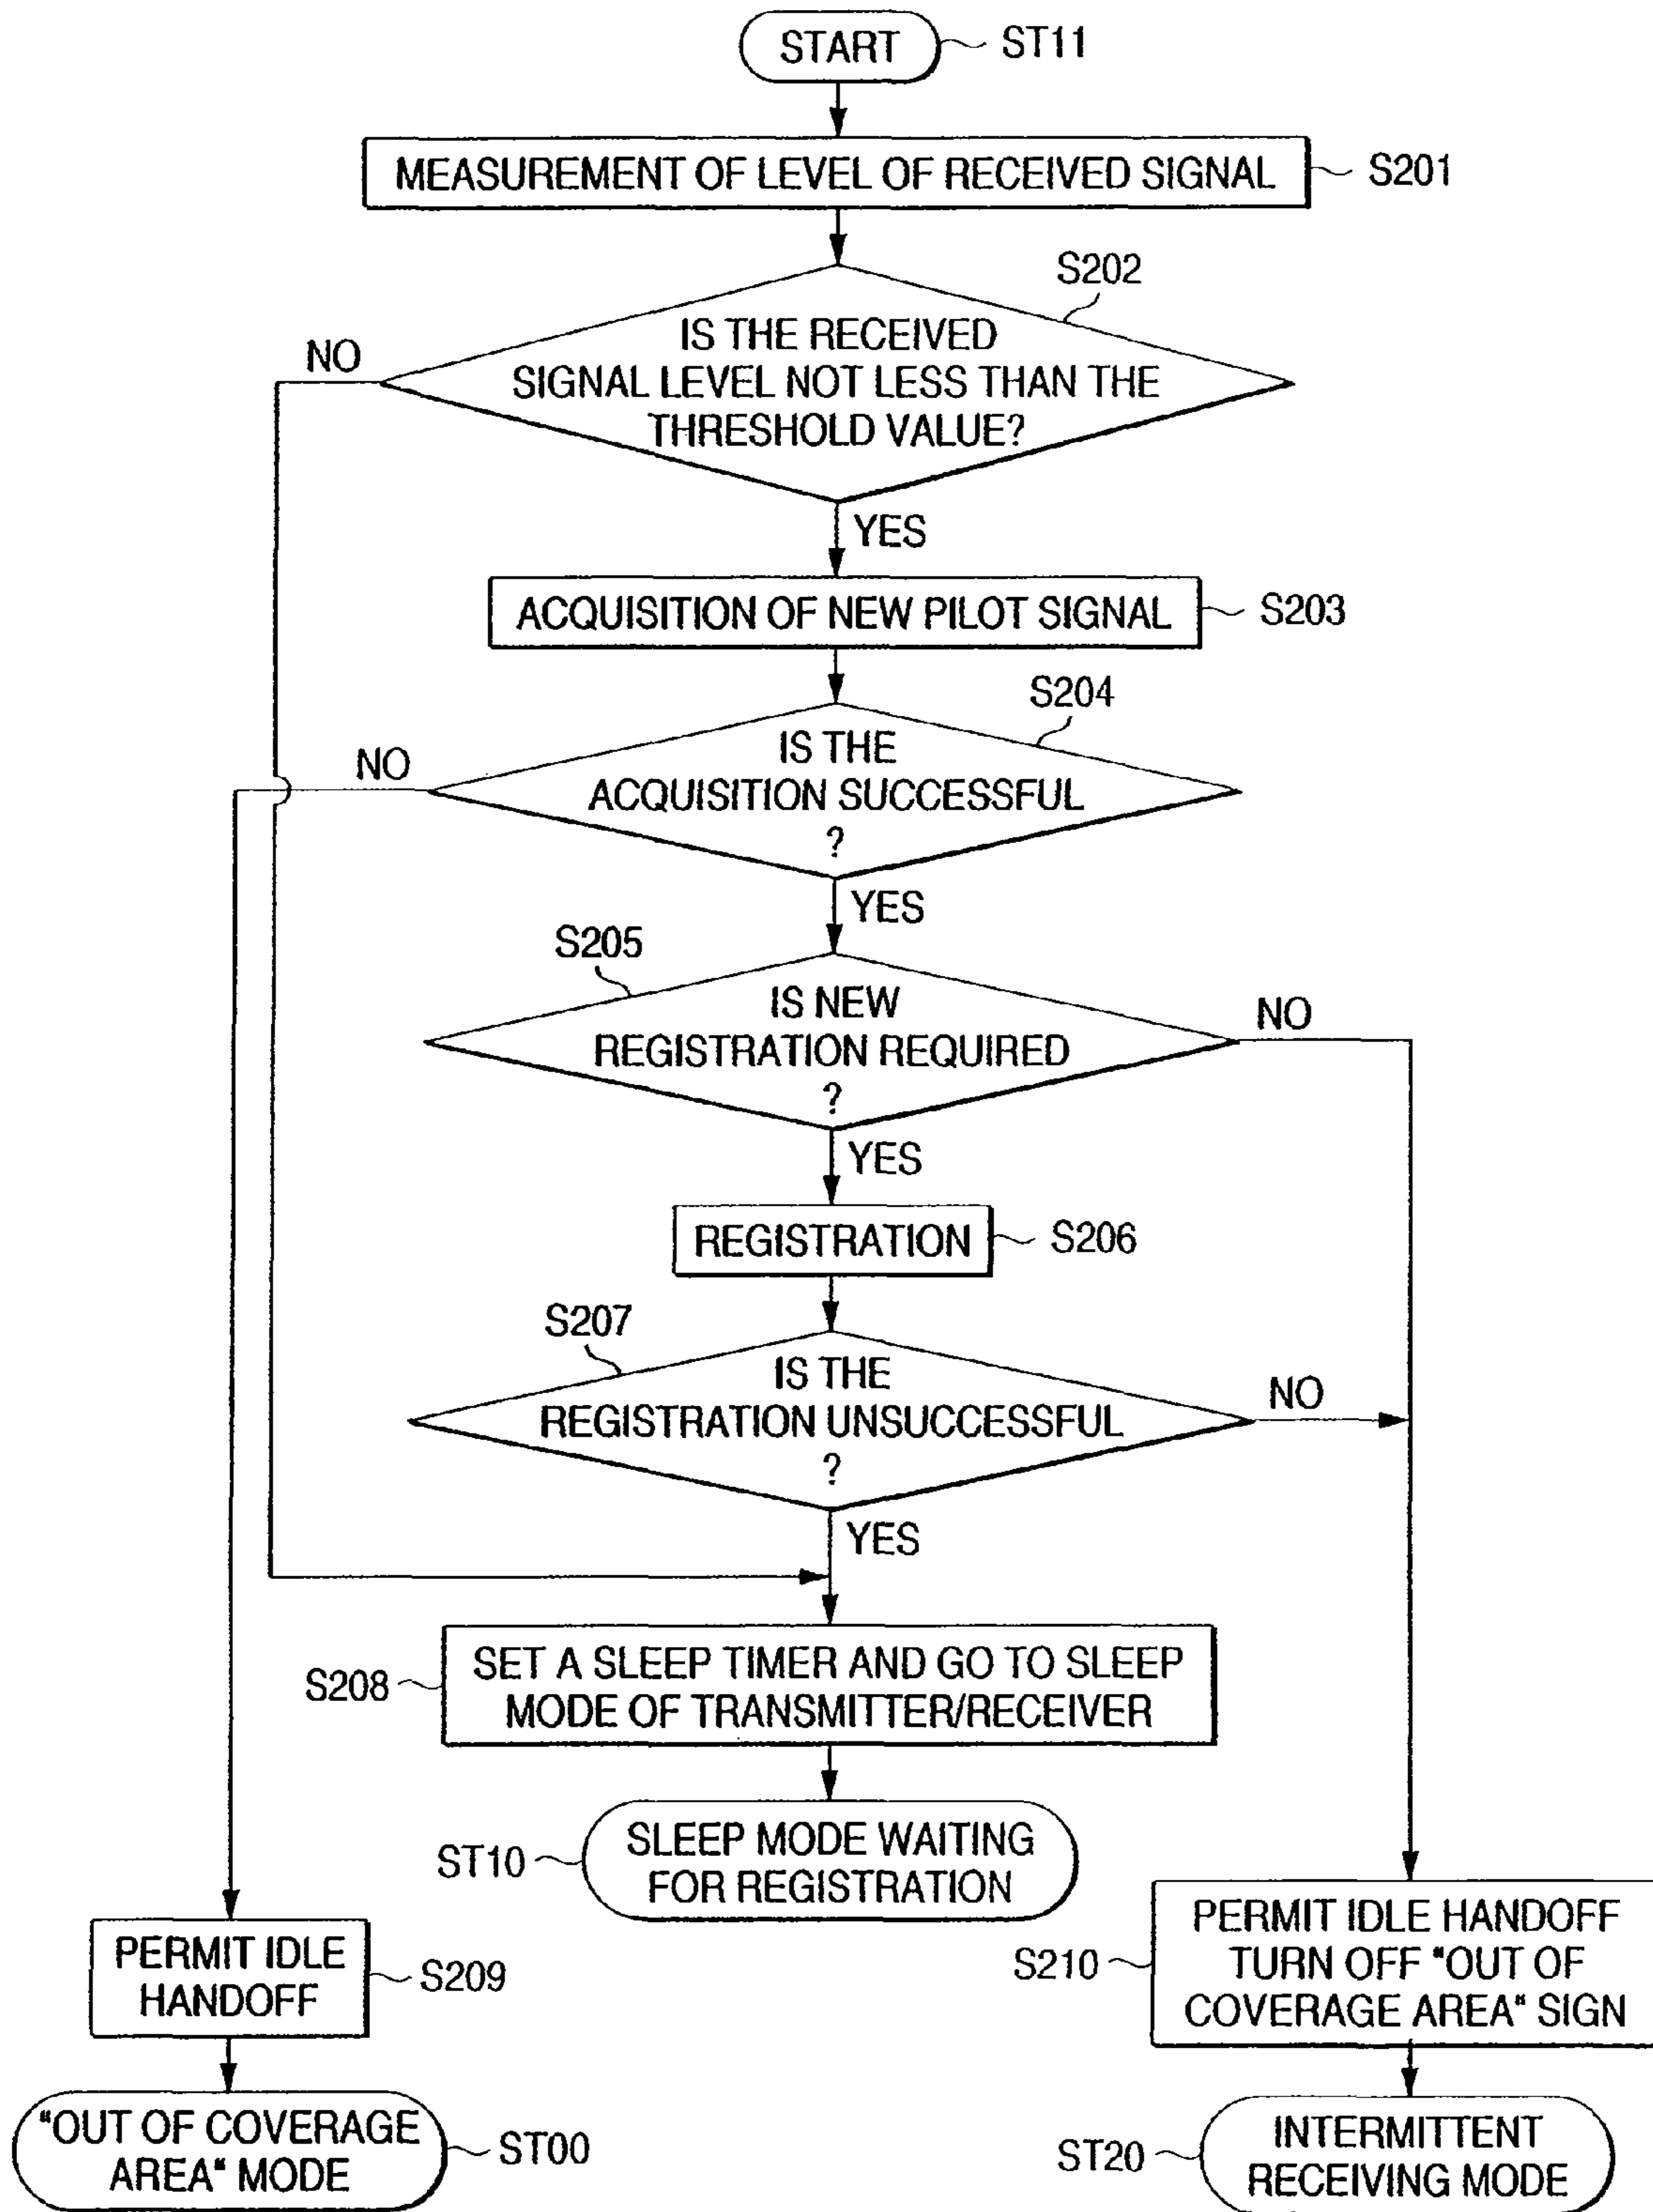 START
ST11
MEASUREMENT OF LEVEL OF RECEIVED SIGNAL
S201
S202
IS THE RECEIVED
SIGNAL LEVEL NOT LESS THAN THE
THRESHOLD VALUE?
NO
YES
ACQUISITION OF NEW PILOT SIGNAL
S203
S204
IS THE
ACQUISITION SUCCESSFUL
?
NO
YES
S205
IS NEW
REGISTRATION REQUIRED
?
NO
YES
REGISTRATION
S206
S207
IS THE
REGISTRATION UNSUCCESSFUL
?
NO
YES
S208
SET A SLEEP TIMER AND GO TO SLEEP
MODE OF TRANSMITTER/RECEIVER
ST10
SLEEP MODE WAITING
FOR REGISTRATION
PERMIT IDLE
HANDOFF
S209
S210
PERMIT IDLE HANDOFF
TURN OFF "OUT OF
COVERAGE AREA" SIGN
"OUT OF COVERAGE
AREA" MODE
ST00
ST20
INTERMITTENT
RECEIVING MODE